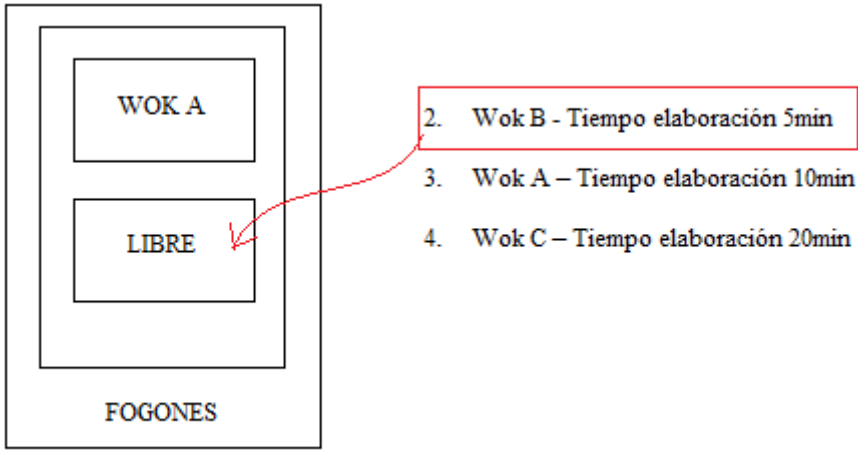 WOK A
LIBRE
FOGONES
2. Wok B - Tiempo elaboración 5min
3. Wok A – Tiempo elaboración 10min
4. Wok C – Tiempo elaboración 20min